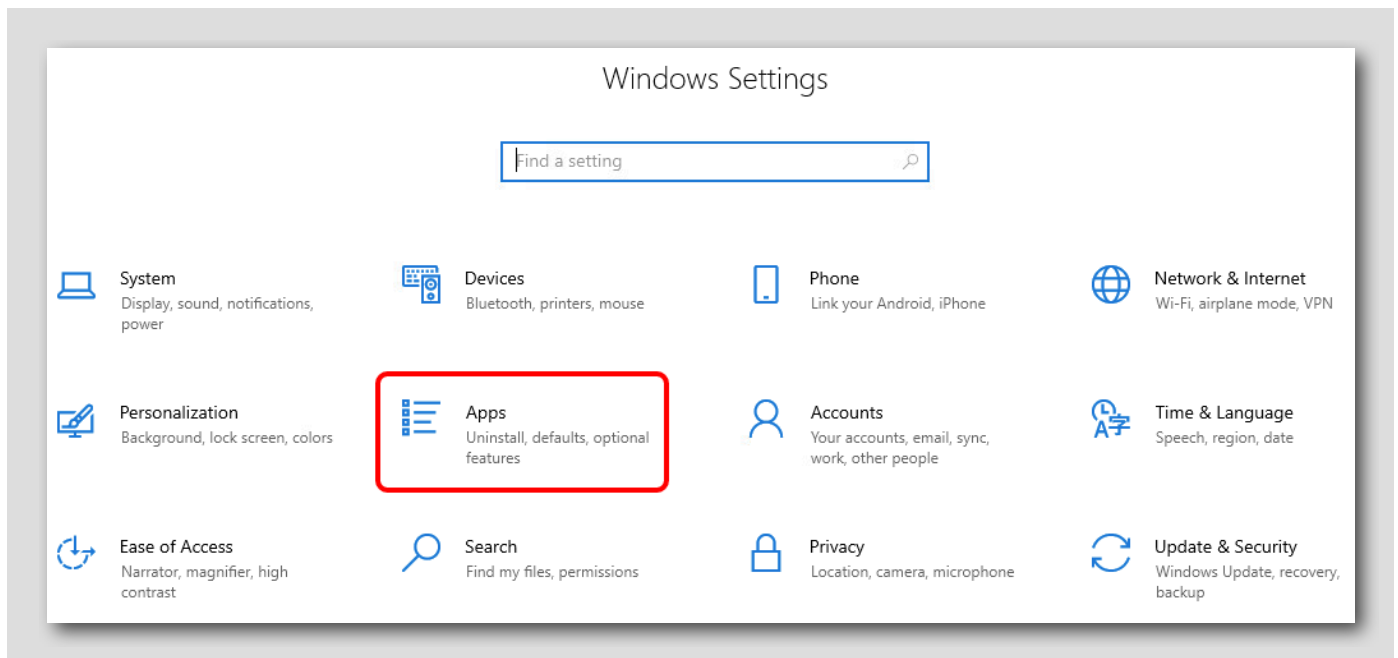 Windows Settings
Find a setting
System
Display, sound, notifications,
power
Devices
Bluetooth, printers, mouse
Phone
Link your Android, iPhone
Network & Internet
Wi-Fi, airplane mode, VPN
Personalization
Background, lock screen, colors
Apps
Uninstall, defaults, optional
features
Accounts
Your accounts, email, sync,
work, other people
Time & Language
Speech, region, date
Ease of Access
Narrator, magnifier, high
contrast
Search
Find my files, permissions
Privacy
Location, camera, microphone
Update & Security
Windows Update, recovery,
backup